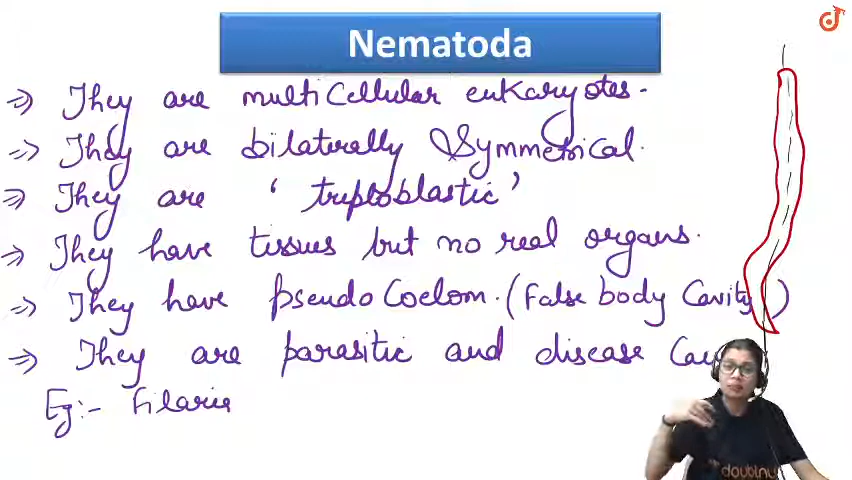 Nematoda
=> They are multicellular eukaryotes.
=> They are bilaterally Symmetrical.
=> They are ' triploblastic '
=> They have tissues but no real organs.
=> They have pseudo Coelom. (False body Cavity)
=> They are parasitic and disease
Eg:- Filaria
doubtnu